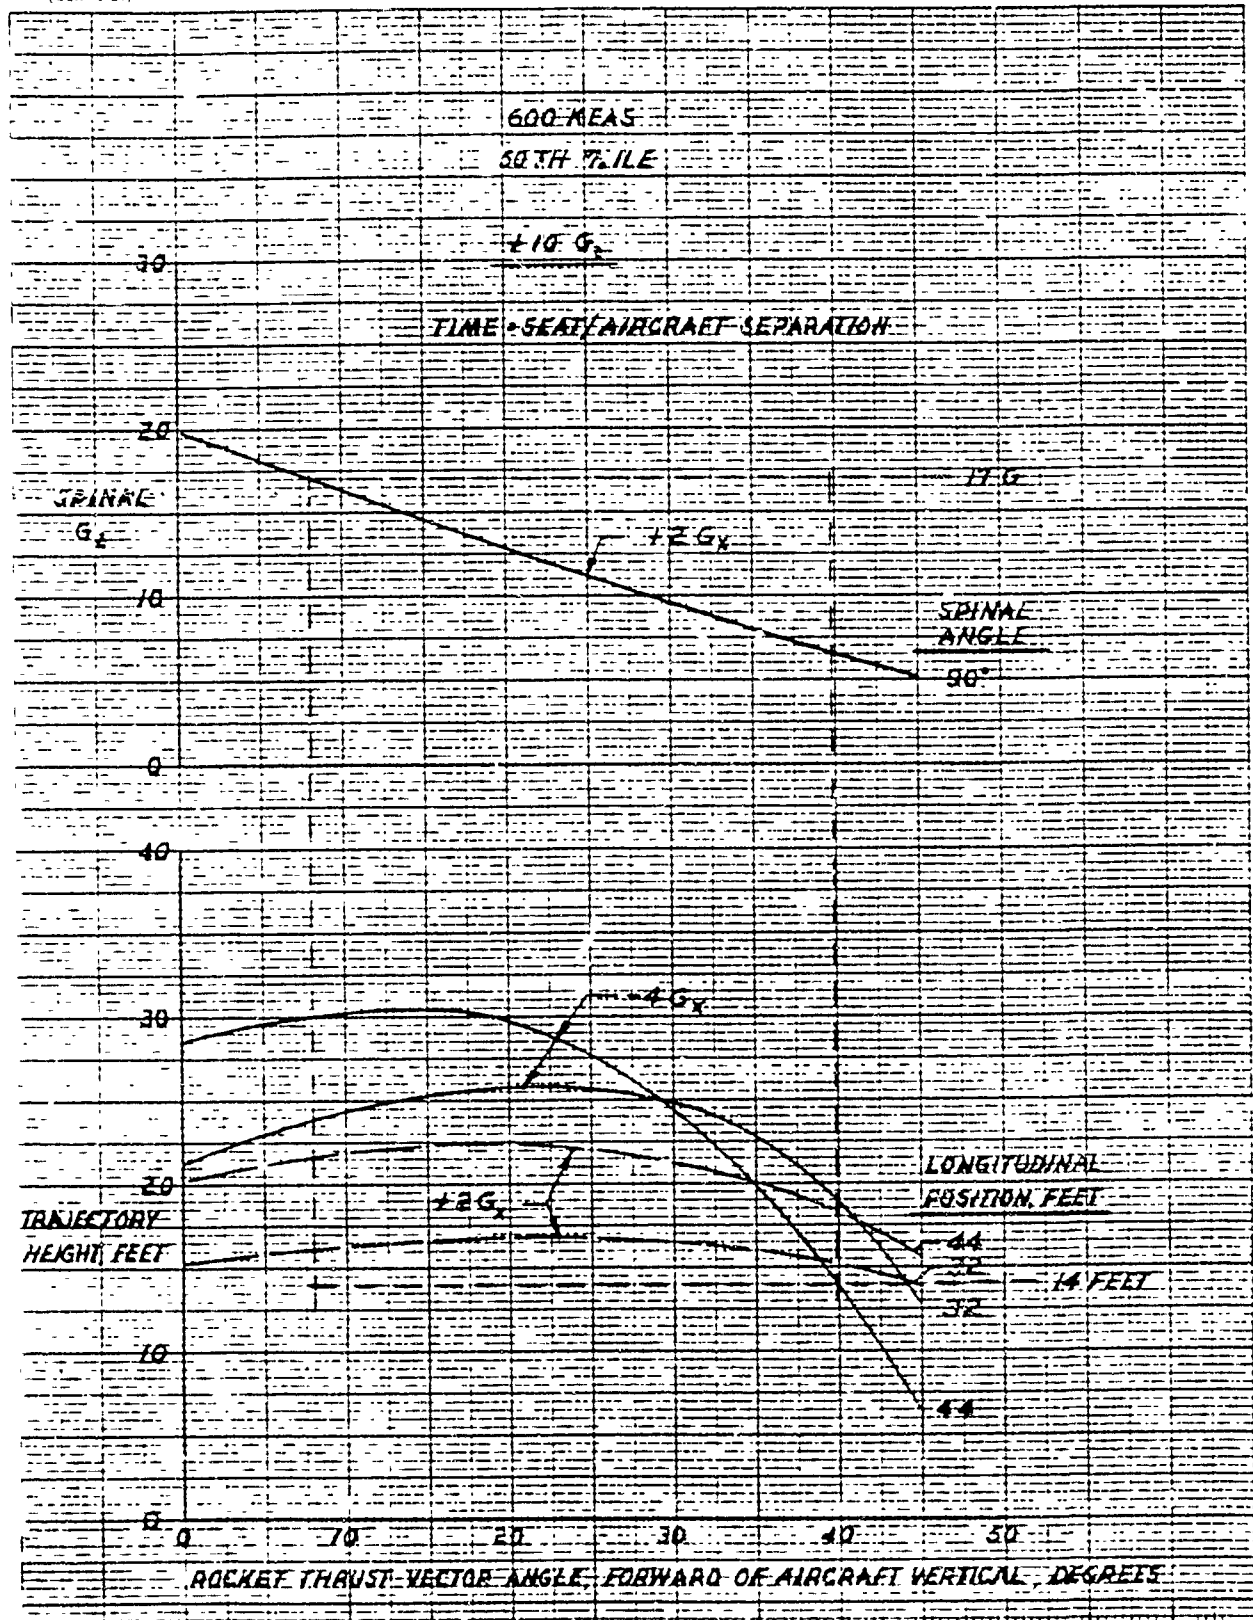 600 KEAS
50TH %ILE
+10 Gz
30
TIME = SEAT/AIRCRAFT SEPARATION
20
17 G
SPINAL
Gz
+2 Gx
10
SPINAL
ANGLE
90°
0
40
30
-4 Gx
20
LONGITUDINAL
POSITION, FEET
+2 Gx
TRAJECTORY
HEIGHT FEET
44
32
14 FEET
32
10
44
0
0 10 20 30 40 50
ROCKET THRUST VECTOR ANGLE, FORWARD OF AIRCRAFT VERTICAL, DEGREES